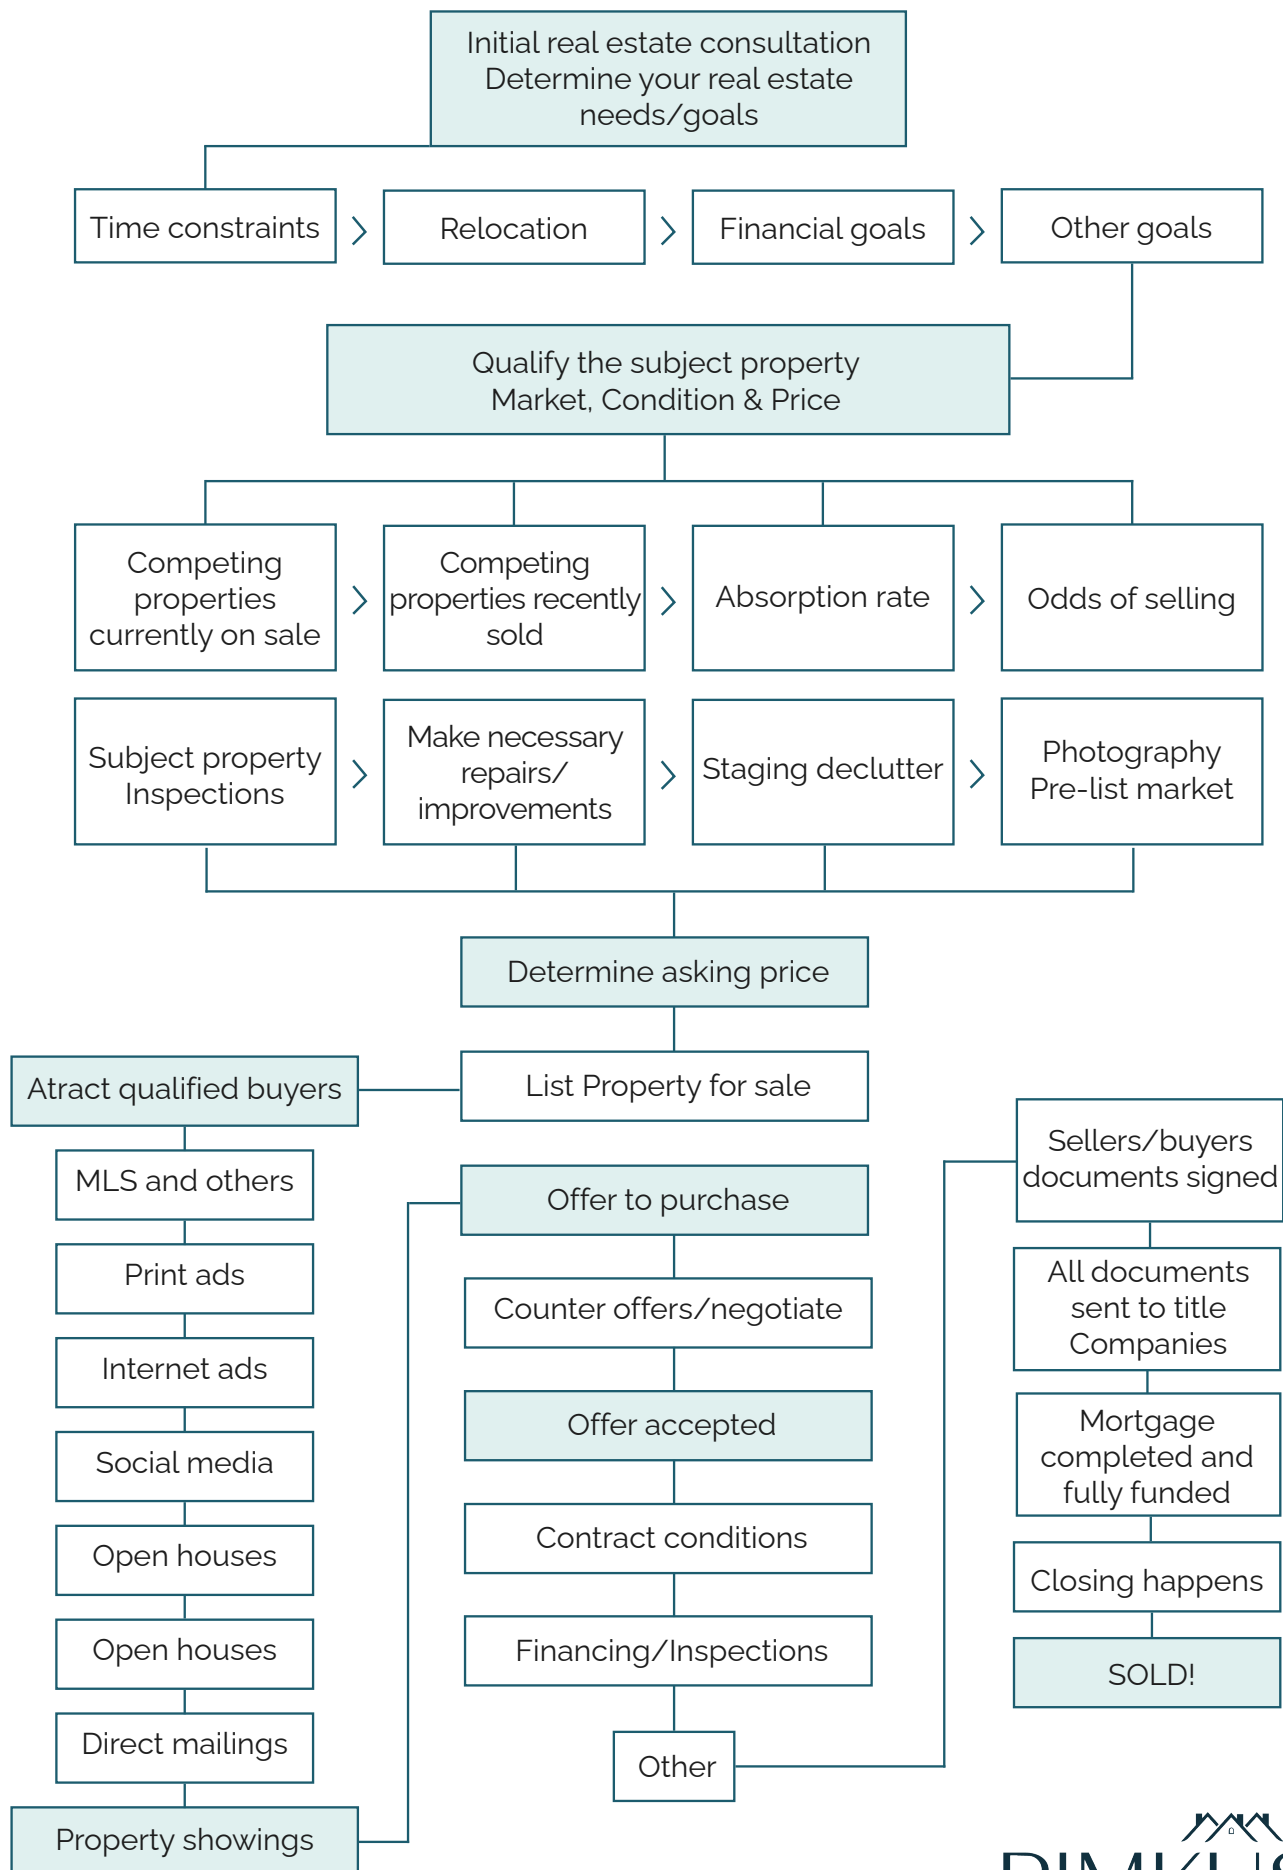 Initial real estate consultation
Determine your real estate
needs/goals
Time constraints
Relocation
Financial goals
Other goals
Qualify the subject property
Market, Condition & Price
Competing
properties
currently on sale
Competing
properties recently
sold
Absorption rate
Odds of selling
Subject property
Inspections
Make necessary
repairs/
improvements
Staging declutter
Photography
Pre-list market
Determine asking price
List Property for sale
Atract qualified buyers
MLS and others
Print ads
Internet ads
Social media
Open houses
Open houses
Direct mailings
Property showings
Offer to purchase
Counter offers/negotiate
Offer accepted
Contract conditions
Financing/Inspections
Other
Sellers/buyers
documents signed
All documents
sent to title
Companies
Mortgage
completed and
fully funded
Closing happens
SOLD!